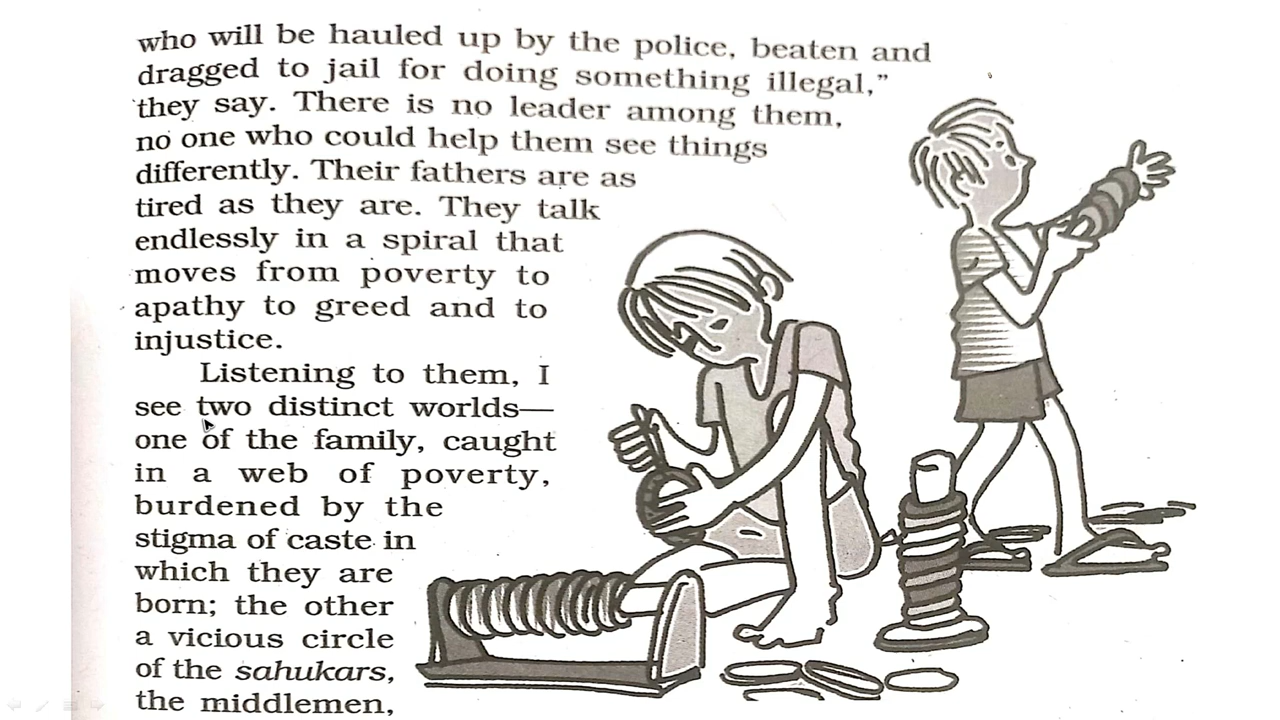 who will be hauled up by the police, beaten and
dragged to jail for doing something illegal,”
they say. There is no leader among them,
no one who could help them see things
differently. Their fathers are as
tired as they are. They talk
endlessly in a spiral that
moves from poverty to
apathy to greed and to
injustice.
Listening to them, I
see two distinct worlds—
one of the family, caught
in a web of poverty,
burdened by the
stigma of caste in
which they are
born; the other
a vicious circle
of the sahukars,
the middlemen,